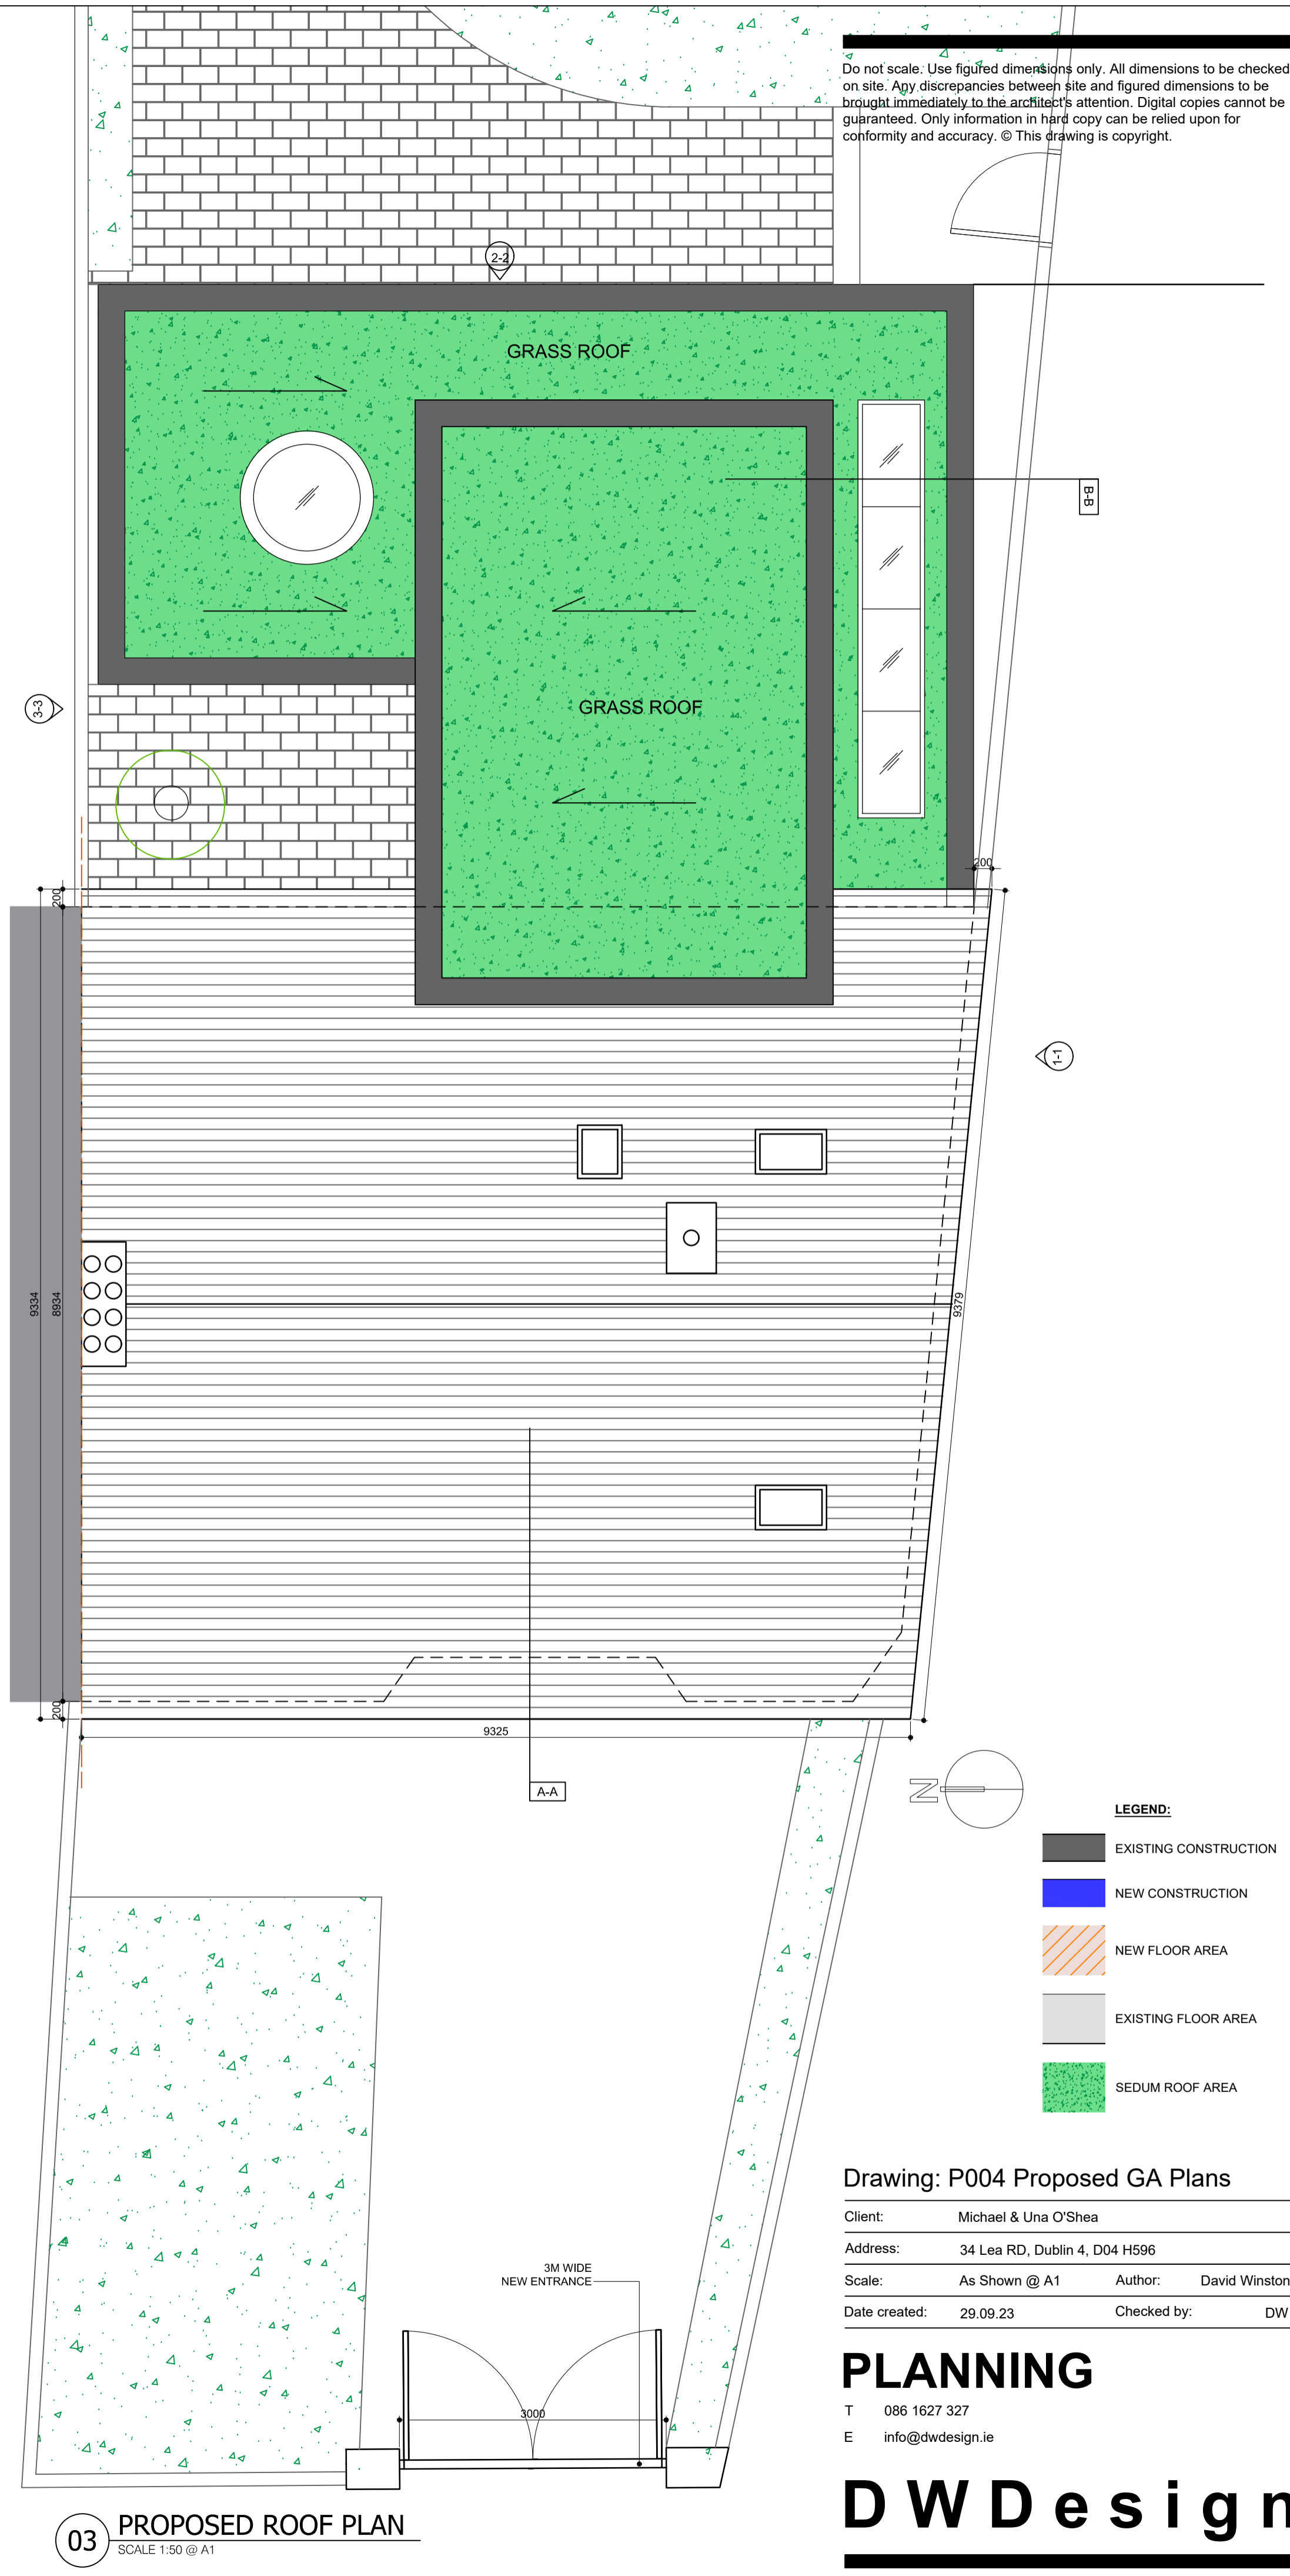 Do not scale. Use figured dimensions only. All dimensions to be checked
on site. Any discrepancies between site and figured dimensions to be
brought immediately to the architect's attention. Digital copies cannot be
guaranteed. Only information in hard copy can be relied upon for
conformity and accuracy. © This drawing is copyright.
2-2
GRASS ROOF
B-B
GRASS ROOF
3-3
200
200
1-1
9334
8934
9379
200
9325
A-A
N
LEGEND:
EXISTING CONSTRUCTION
NEW CONSTRUCTION
NEW FLOOR AREA
EXISTING FLOOR AREA
SEDUM ROOF AREA
3M WIDE
NEW ENTRANCE
3000
03 PROPOSED ROOF PLAN
SCALE 1:50 @ A1
Drawing: P004 Proposed GA Plans
Client: Michael & Una O'Shea
Address: 34 Lea RD, Dublin 4, D04 H596
Scale: As Shown @ A1 Author: David Winston
Date created: 29.09.23 Checked by: DW
PLANNING
T 086 1627 327
E info@dwdesign.ie
DWDesign